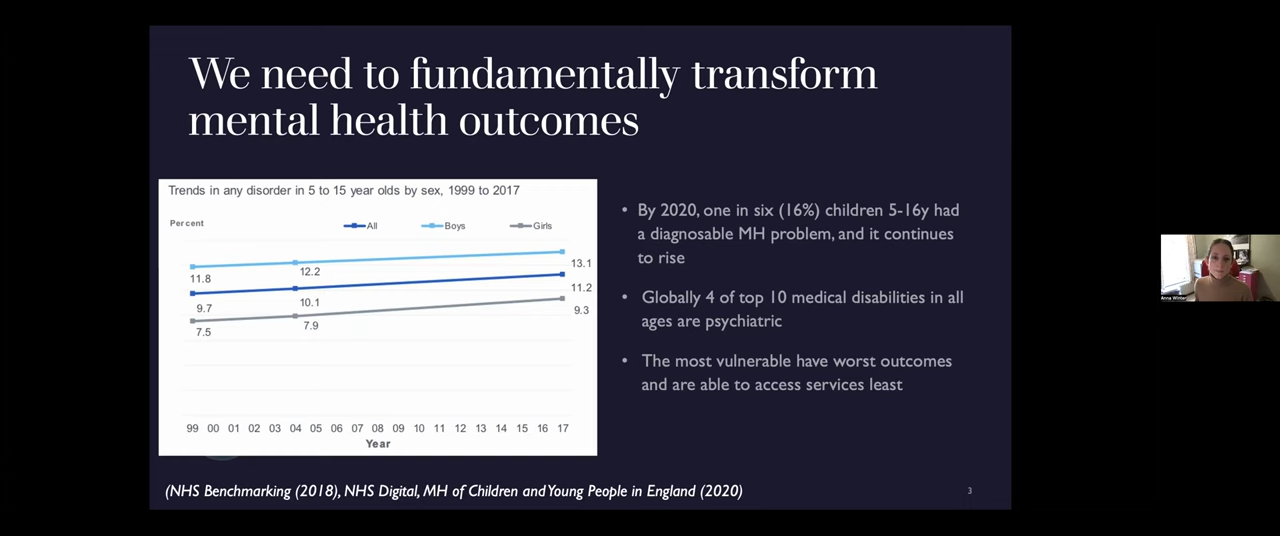 We need to fundamentally transform
mental health outcomes
Trends in any disorder in 5 to 15 year olds by sex, 1999 to 2017
Percent
All Boys Girls
11.8 12.2 13.1
9.7 10.1 11.2
7.5 7.9 9.3
99 00 01 02 03 04 05 06 07 08 09 10 11 12 13 14 15 16 17
Year
• By 2020, one in six (16%) children 5-16y had
a diagnosable MH problem, and it continues
to rise
• Globally 4 of top 10 medical disabilities in all
ages are psychiatric
• The most vulnerable have worst outcomes
and are able to access services least
(NHS Benchmarking (2018), NHS Digital, MH of Children and Young People in England (2020)
3
Anna Winter